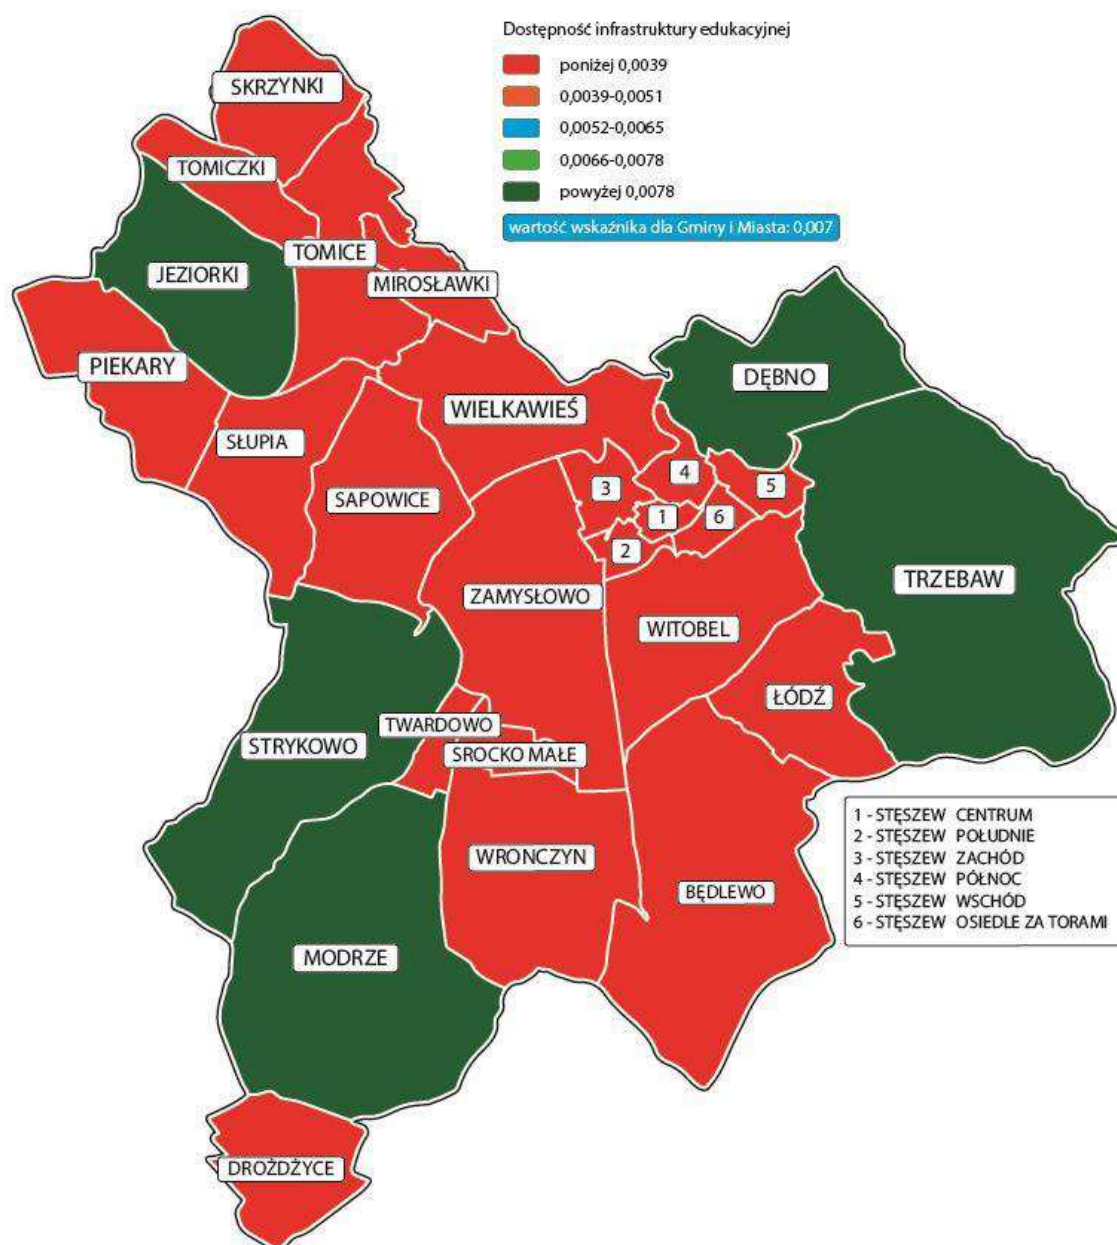 Dostępność infrastruktury edukacyjnej
poniżej 0,0039
0,0039-0,0051
0,0052-0,0065
0,0066-0,0078
powyżej 0,0078
wartość wskaźnika dla Gminy i Miasta: 0,007
SKRZYNKI
TOMICZKI
TOMICE
JEZIORKI
MIROSŁAWKI
PIEKARY
DĘBNO
WIELKAWIEŚ
SŁUPIA
SAPOWICE
4
3
5
1
6
2
TRZEBAW
ZAMYSŁOWO
WITOBEL
ŁÓDŹ
TWARDOWO
STRYKOWO
SROCKO MAŁE
WRONCZYN
BĘDLEWO
MODRZE
DROŻDŻYCE
1 - STĘSZEW CENTRUM
2 - STĘSZEW POŁUDNIE
3 - STĘSZEW ZACHÓD
4 - STĘSZEW PÓŁNOC
5 - STĘSZEW WSCHÓD
6 - STĘSZEW OSIEDLE ZA TORAMI